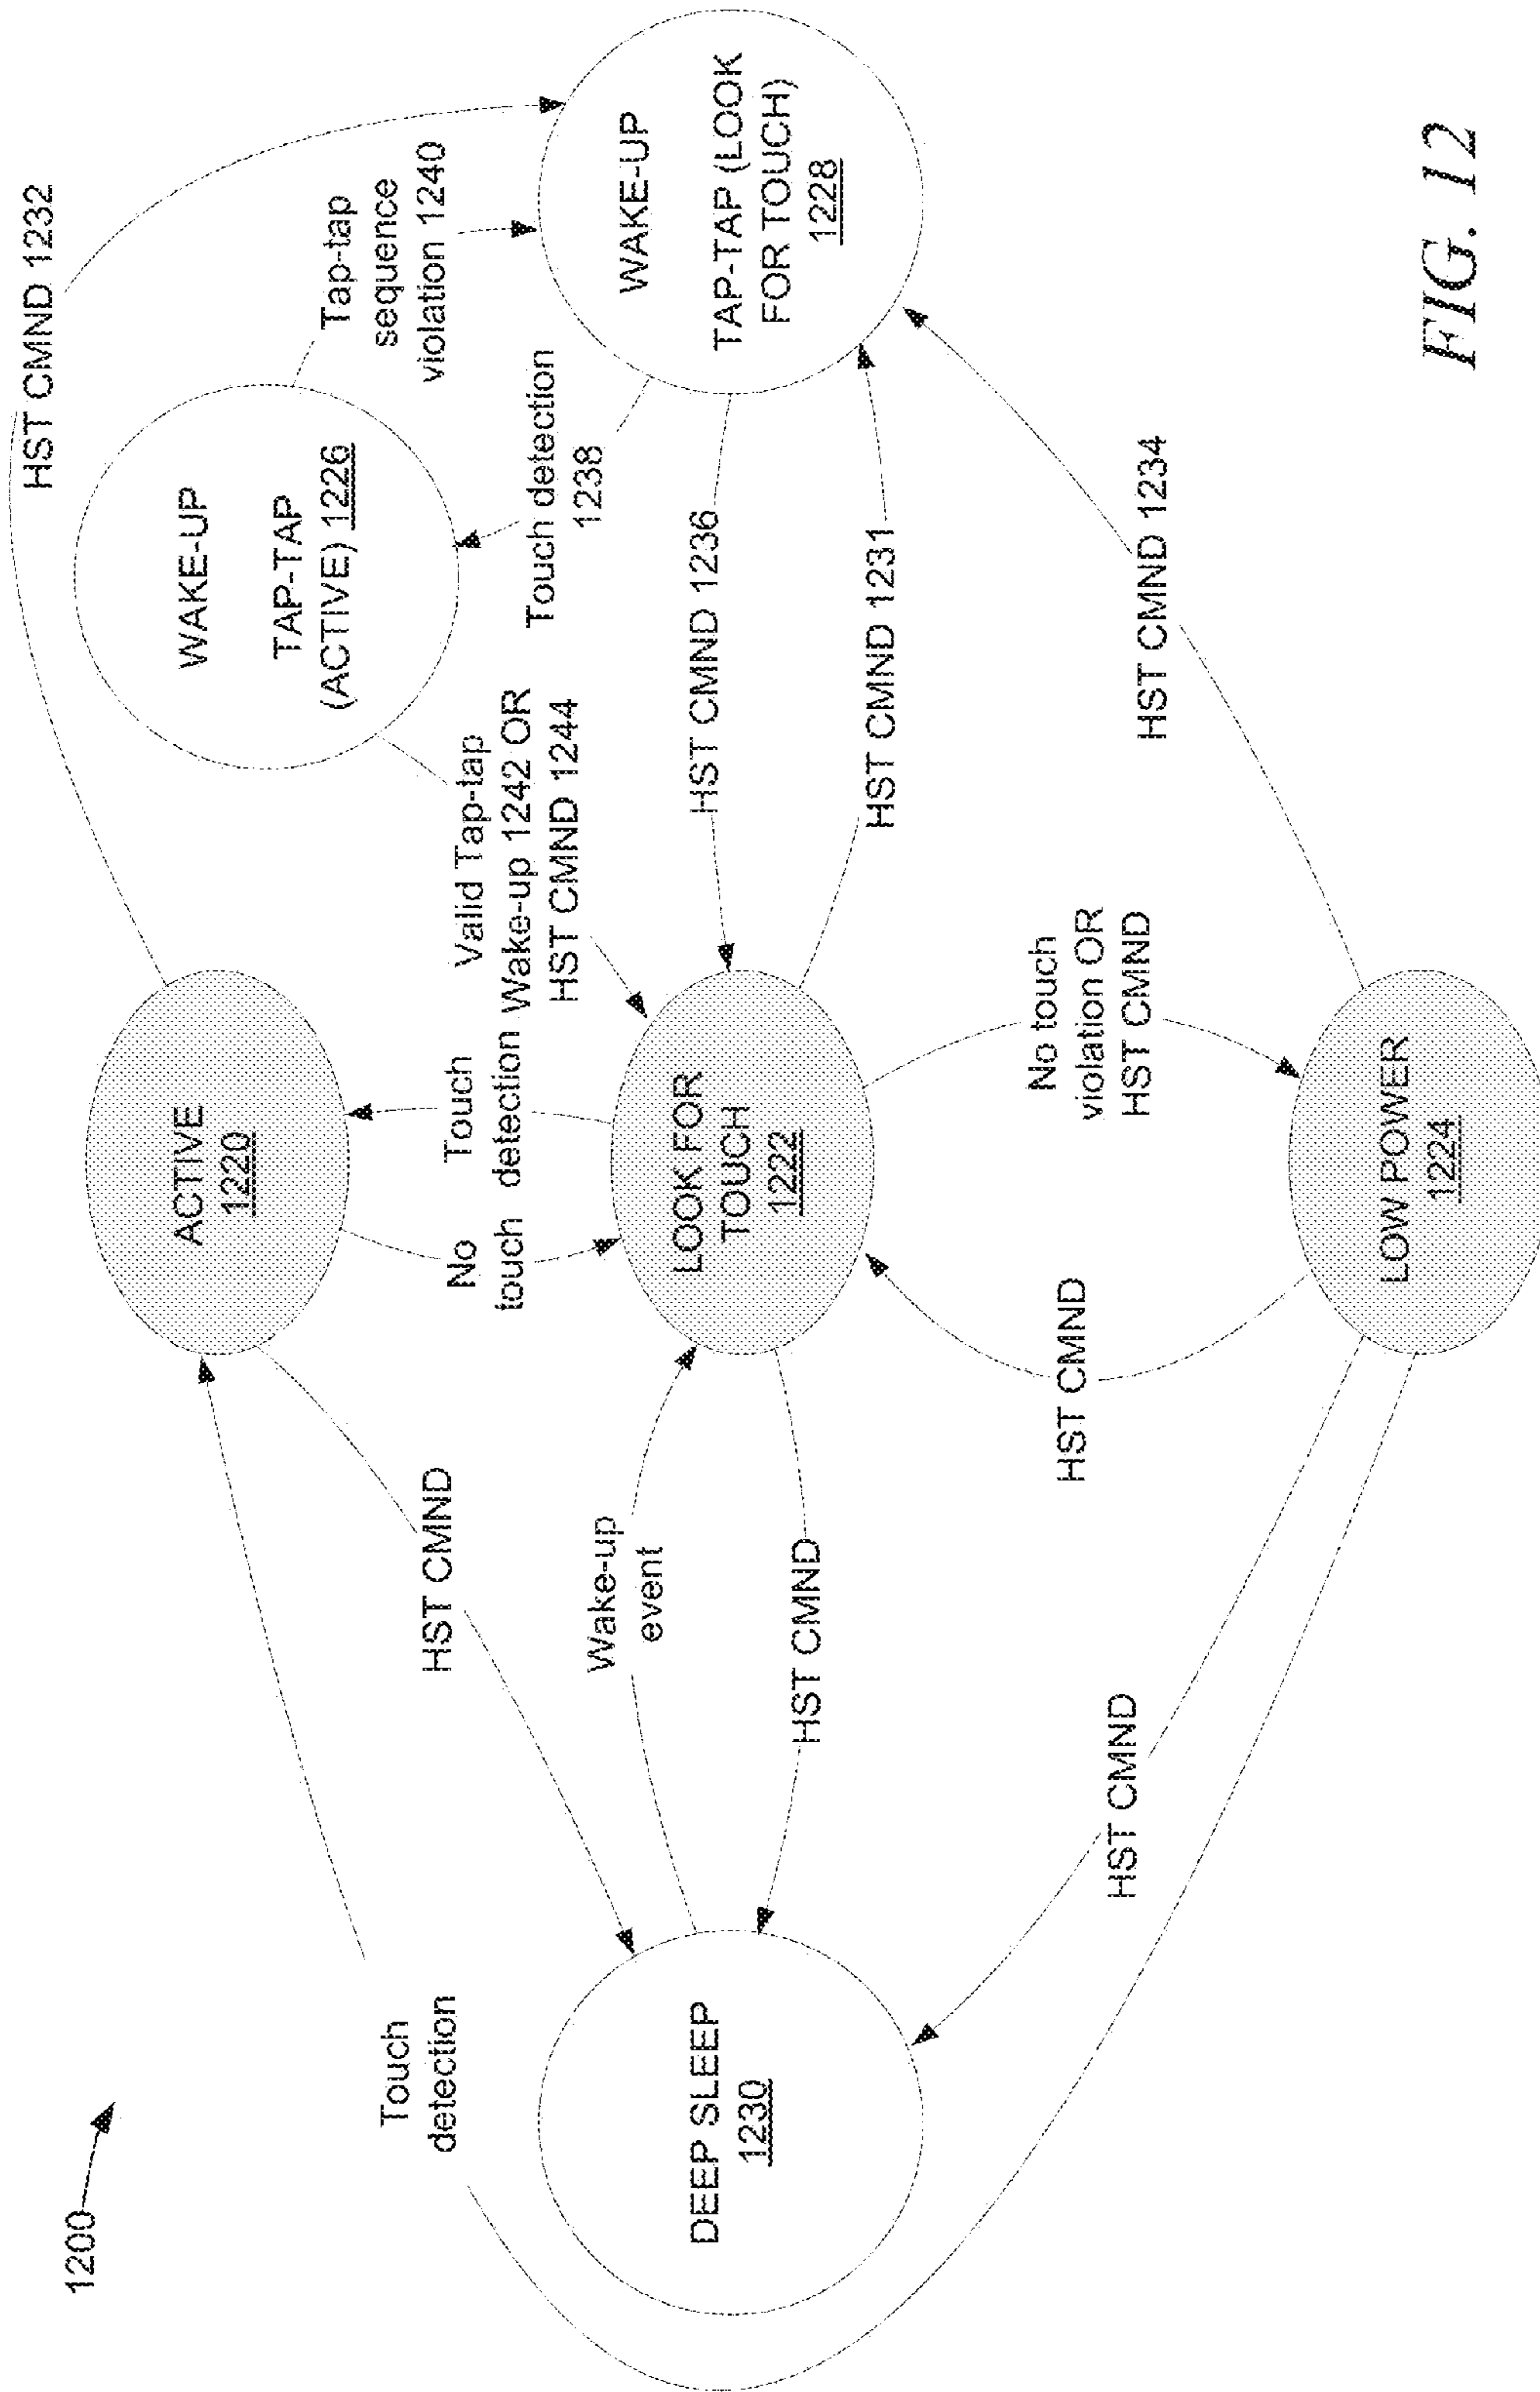 1200
HST CMND 1232
ACTIVE
1220
WAKE-UP
TAP-TAP
(ACTIVE) 1226
Tap-tap
sequence
violation 1240
Touch
detection
HST CMND
No
touch
Touch
detection
Valid Tap-tap
Wake-up 1242 OR
HST CMND 1244
Touch detection
1238
WAKE-UP
TAP-TAP (LOOK
FOR TOUCH)
1228
Wake-up
event
DEEP SLEEP
1230
LOOK FOR
TOUCH
1222
HST CMND 1236
HST CMND
HST CMND 1231
HST CMND
No touch
violation OR
HST CMND
HST CMND
HST CMND 1234
LOW POWER
1224
FIG. 12